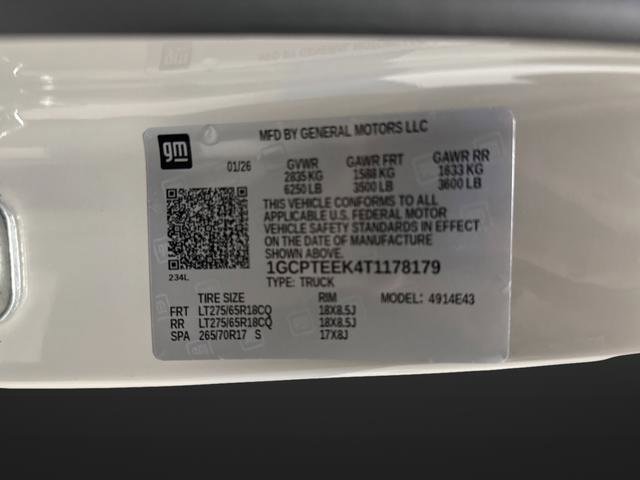 gm
MFD BY GENERAL MOTORS LLC
01/26
GVWR GAWR FRT GAWR RR
2835 KG 1588 KG 1633 KG
6250 LB 3500 LB 3600 LB
THIS VEHICLE CONFORMS TO ALL
APPLICABLE U.S. FEDERAL MOTOR
VEHICLE SAFETY STANDARDS IN EFFECT
ON THE DATE OF MANUFACTURE
SHOWN ABOVE.
1GCPTEEK4T1178179
234L
TYPE: TRUCK
TIRE SIZE RIM MODEL: 4914E43
FRT LT275/65R18CQ 18X8.5J
RR LT275/65R18CQ 18X8.5J
SPA 265/70R17 S 17X8J